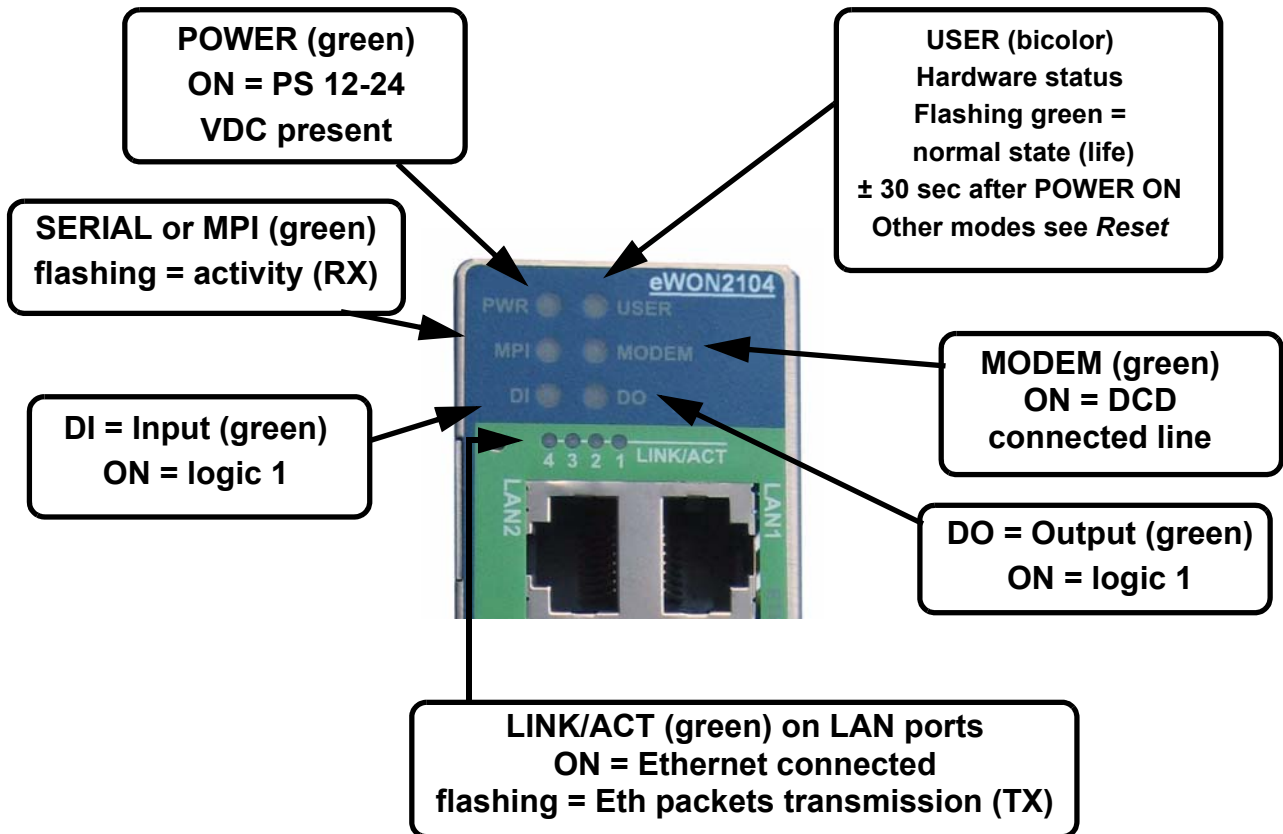 POWER (green)
ON = PS 12-24
VDC present
USER (bicolor)
Hardware status
Flashing green =
normal state (life)
± 30 sec after POWER ON
Other modes see Reset
SERIAL or MPI (green)
flashing = activity (RX)
eWON2104
PWR USER
MPI MODEM
DI DO
4 3 2 1 LINK/ACT
LAN2 LAN1
MODEM (green)
ON = DCD
connected line
DI = Input (green)
ON = logic 1
DO = Output (green)
ON = logic 1
LINK/ACT (green) on LAN ports
ON = Ethernet connected
flashing = Eth packets transmission (TX)